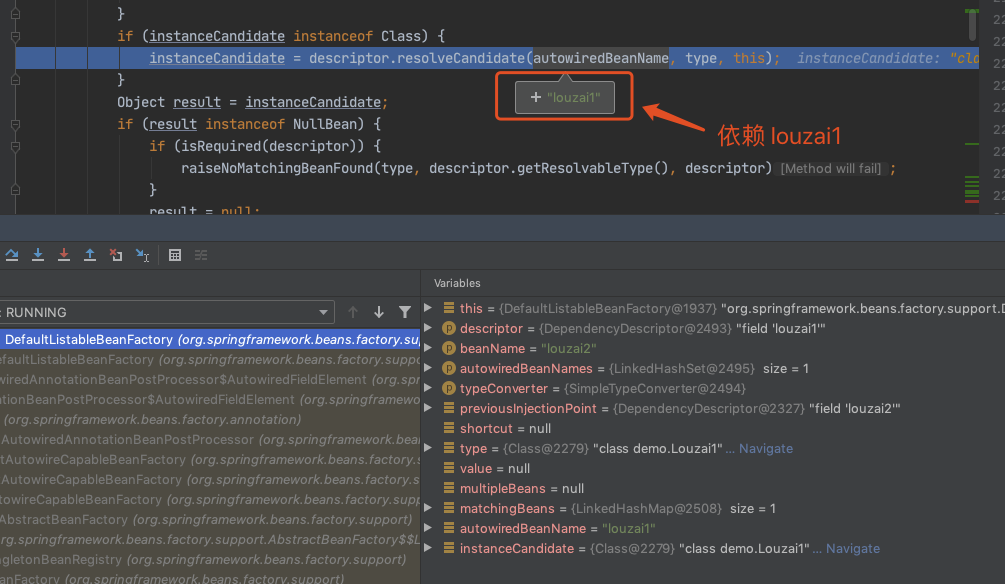 }
if (instanceCandidate instanceof Class) {
instanceCandidate = descriptor.resolveCandidate(autowiredBeanName, type, this); instanceCandidate: "cla
}
+ "louzai1"
Object result = instanceCandidate;
if (result instanceof NullBean) {
依赖 louzai1
if (isRequired(descriptor)) {
raiseNoMatchingBeanFound(type, descriptor.getResolvableType(), descriptor) [Method will fail] ;
}
result = null;
Variables
: RUNNING
DefaultListableBeanFactory (org.springframework.beans.factory.su
efaultListableBeanFactory (org.springframework.beans.factory.suppo
wiredAnnotationBeanPostProcessor$AutowiredFieldElement (org.sp
ationBeanPostProcessor$AutowiredFieldElement (org.springframewo
(org.springframework.beans.factory.annotation)
AutowiredAnnotationBeanPostProcessor (org.springframework.bea
tAutowireCapableBeanFactory (org.springframework.beans.factory.s
AutowireCapableBeanFactory (org.springframework.beans.factory.
towireCapableBeanFactory (org.springframework.beans.factory.supp
AbstractBeanFactory (org.springframework.beans.factory.support)
rg.springframework.beans.factory.support.AbstractBeanFactory$$L
ngletonBeanRegistry (org.springframework.beans.factory.support)
anFactory (org.springframework.beans.factory.support)
this = {DefaultListableBeanFactory@1937} "org.springframework.beans.factory.support.D
descriptor = {DependencyDescriptor@2493} "field 'louzai1'"
beanName = "louzai2"
autowiredBeanNames = {LinkedHashSet@2495} size = 1
typeConverter = {SimpleTypeConverter@2494}
previousInjectionPoint = {DependencyDescriptor@2327} "field 'louzai2'"
shortcut = null
type = {Class@2279} "class demo.Louzai1" ... Navigate
value = null
multipleBeans = null
matchingBeans = {LinkedHashMap@2508} size = 1
autowiredBeanName = "louzai1"
instanceCandidate = {Class@2279} "class demo.Louzai1" ... Navigate